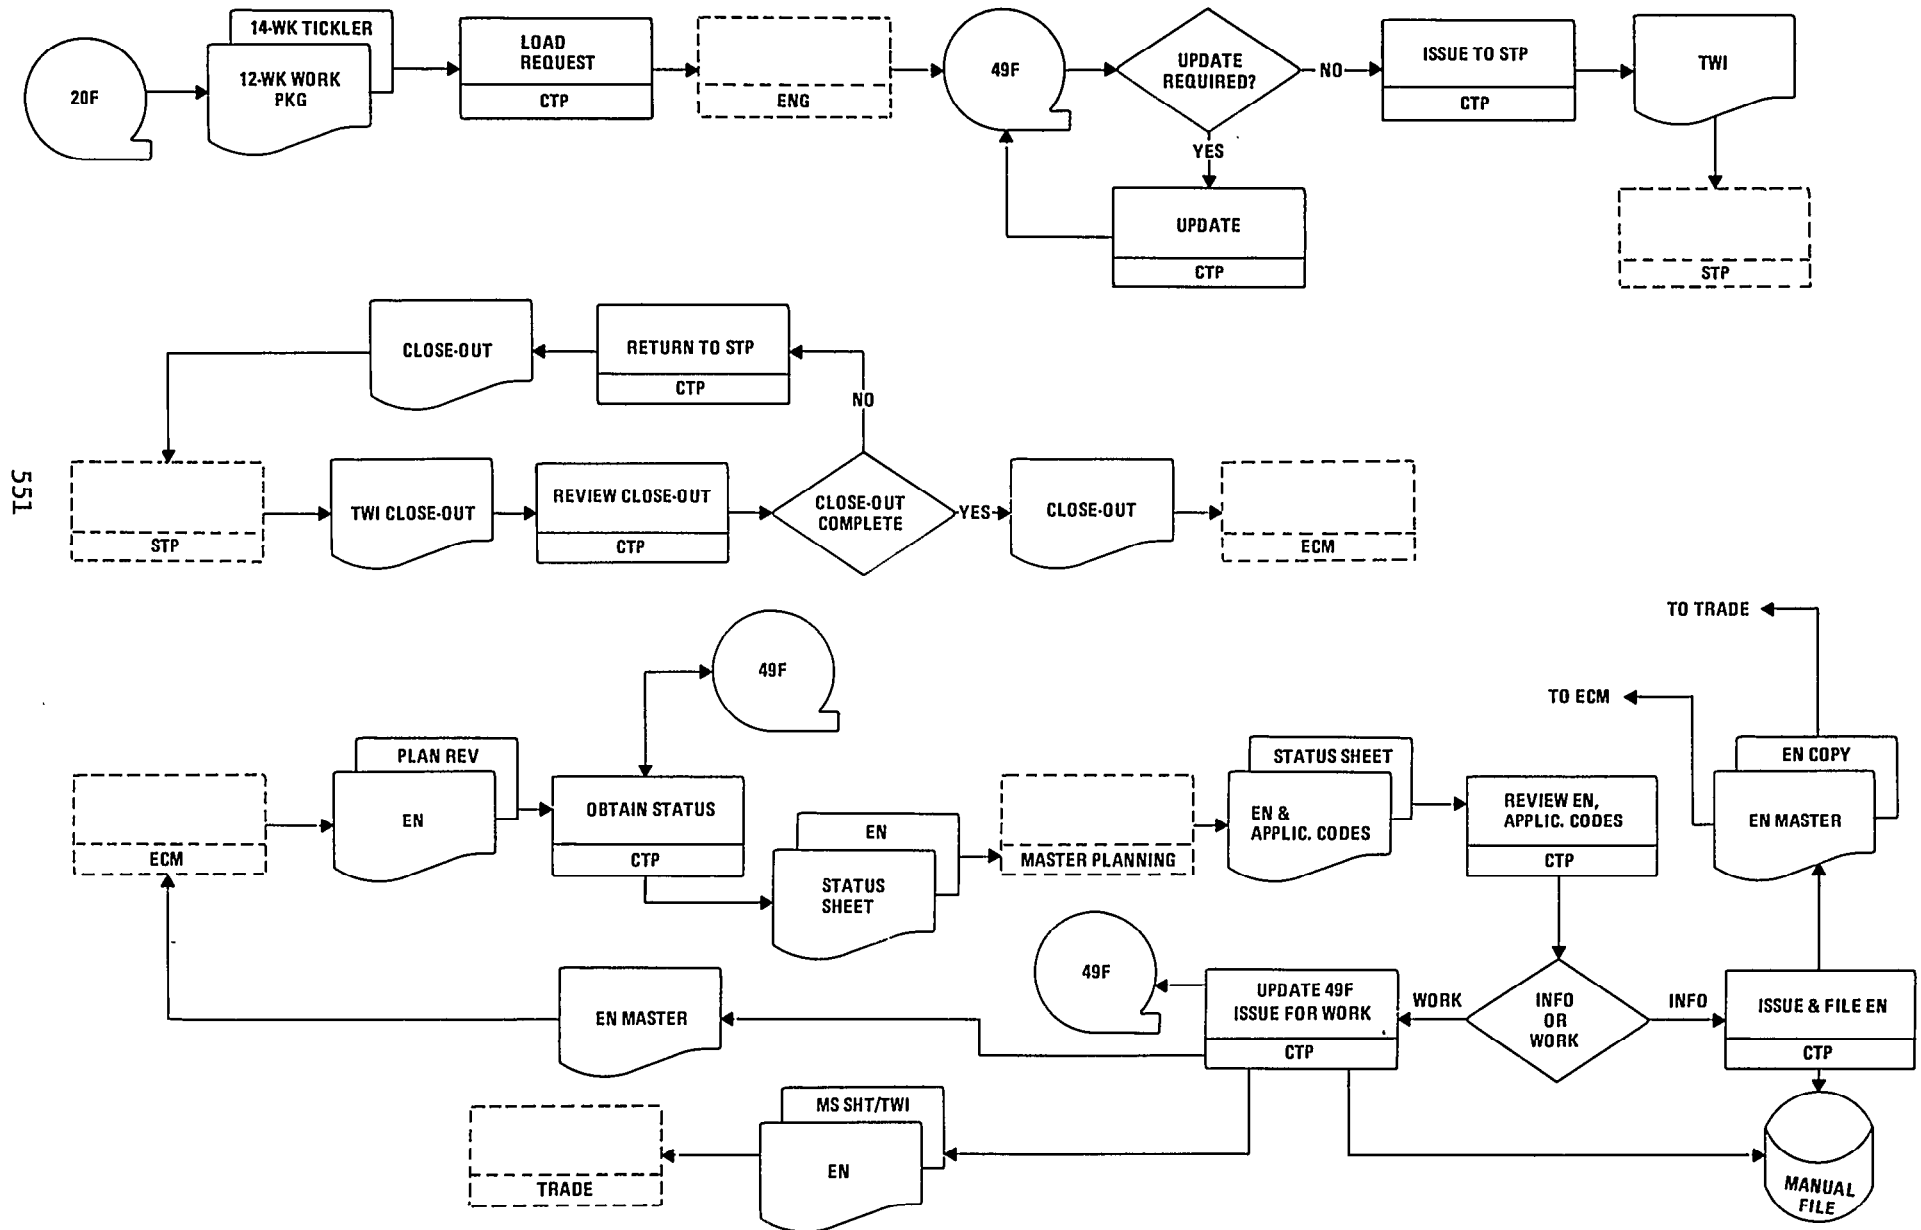 14-WK TICKLER
20F
12-WK WORK
PKG
LOAD
REQUEST
CTP
ENG
49F
UPDATE
REQUIRED?
NO
YES
UPDATE
CTP
ISSUE TO STP
CTP
TWI
STP
CLOSE-OUT
RETURN TO STP
CTP
NO
551
STP
TWI CLOSE-OUT
REVIEW CLOSE-OUT
CTP
CLOSE-OUT
COMPLETE
YES
CLOSE-OUT
ECM
TO TRADE
49F
TO ECM
ECM
PLAN REV
EN
OBTAIN STATUS
CTP
EN
STATUS
SHEET
MASTER PLANNING
STATUS SHEET
EN &
APPLIC. CODES
REVIEW EN,
APPLIC. CODES
CTP
EN COPY
EN MASTER
EN MASTER
49F
UPDATE 49F
ISSUE FOR WORK
CTP
WORK
INFO
OR
WORK
INFO
ISSUE & FILE EN
CTP
TRADE
MS SHT/TWI
EN
MANUAL
FILE